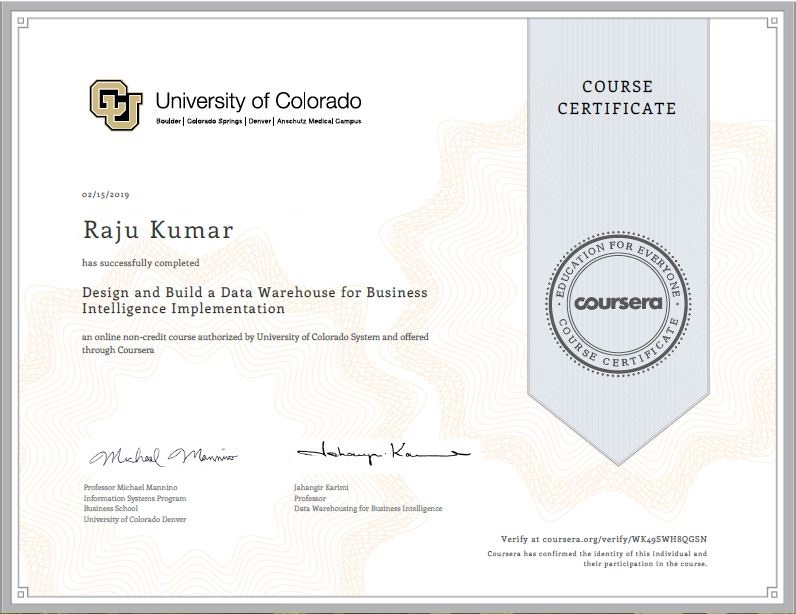 University of Colorado
Boulder | Colorado Springs | Denver | Anschutz Medical Campus
COURSE
CERTIFICATE
02/15/2019
Raju Kumar
has successfully completed
Design and Build a Data Warehouse for Business
Intelligence Implementation
an online non-credit course authorized by University of Colorado System and offered
through Coursera
EDUCATION FOR EVERYONE
coursera
COURSE CERTIFICATE
Michael Mannino
Jahangir Karimi
Professor Michael Mannino
Information Systems Program
Business School
University of Colorado Denver
Jahangir Karimi
Professor
Data Warehousing for Business Intelligence
Verify at coursera.org/verify/WK49SWH8QGSN
Coursera has confirmed the identity of this individual and
their participation in the course.